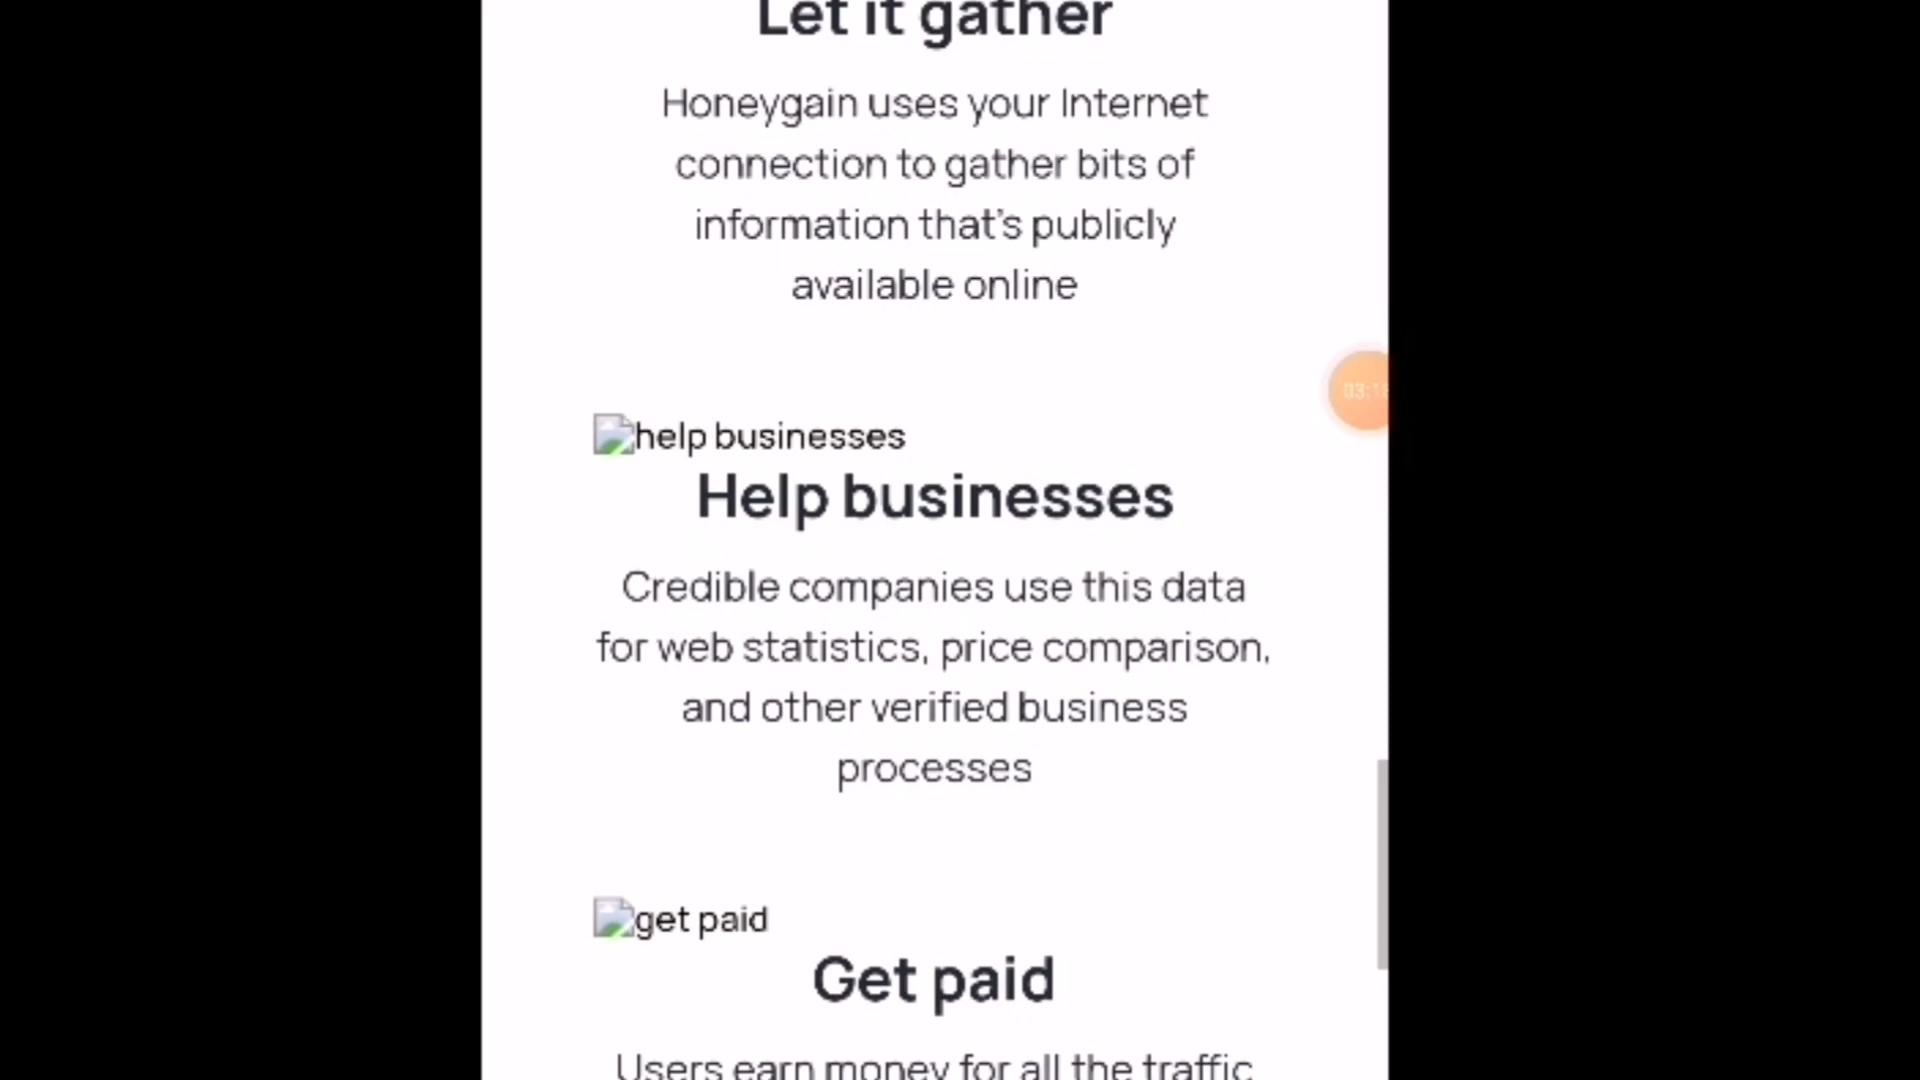 Let it gather
Honeygain uses your Internet
connection to gather bits of
information that's publicly
available online
help businesses
Help businesses
Credible companies use this data
for web statistics, price comparison,
and other verified business
processes
get paid
Get paid
Users earn money for all the traffic